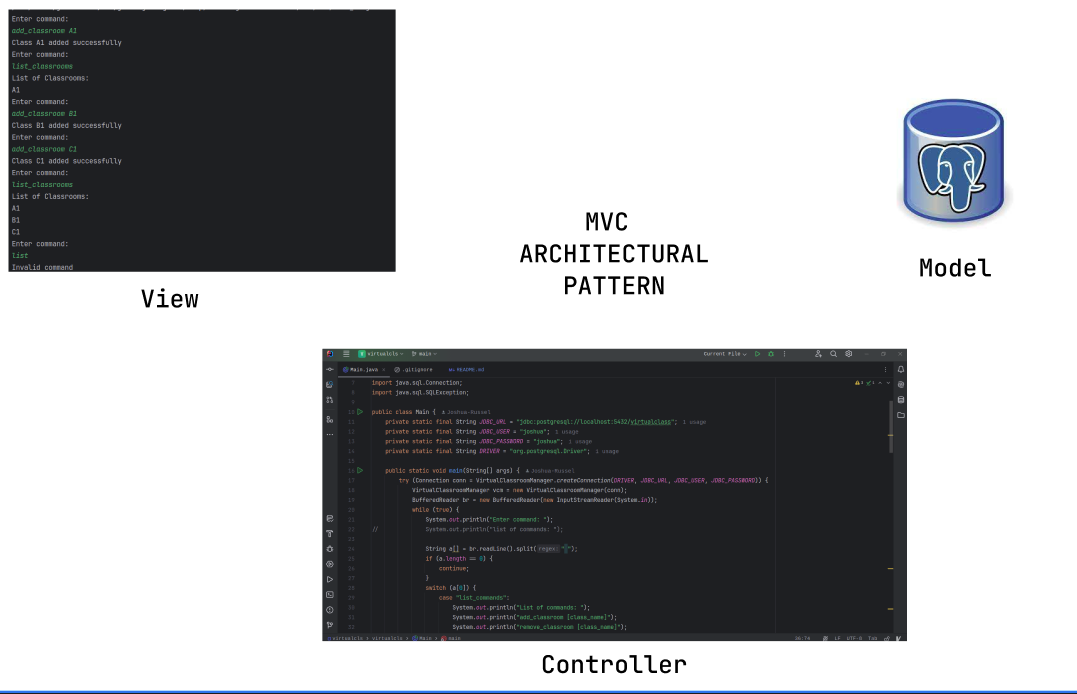 Enter command:
add_classroom A1
Class A1 added successfully
Enter command:
list_classrooms
List of Classrooms:
A1
Enter command:
add_classroom B1
Class B1 added successfully
Enter command:
add_classroom C1
Class C1 added successfully
Enter command:
list_classrooms
List of Classrooms:
A1
B1
C1
Enter command:
list
Invalid command
View
MVC
ARCHITECTURAL
PATTERN
Model
virtualcls main Current File
Main.java .gitignore README.md
7 import java.sql.Connection;
8 import java.sql.SQLException;
9
10 public class Main { Joshua-Russel
11 private static final String JDBC_URL = "jdbc:postgresql://localhost:5432/virtualclass"; 1 usage
12 private static final String JDBC_USER = "joshua"; 1 usage
13 private static final String JDBC_PASSWORD = "joshua"; 1 usage
14 private static final String DRIVER = "org.postgresql.Driver"; 1 usage
15
16 public static void main(String[] args) { Joshua-Russel
17 try (Connection conn = VirtualClassroomManager.createConnection(DRIVER, JDBC_URL, JDBC_USER, JDBC_PASSWORD)) {
18 VirtualClassroomManager vcm = new VirtualClassroomManager(conn);
19 BufferedReader br = new BufferedReader(new InputStreamReader(System.in));
20 while (true) {
21 System.out.println("Enter command: ");
22 // System.out.println("list of commands: ");
24 String a[] = br.readLine().split( regex: " ");
25 if (a.length == 0) {
26 continue;
27 }
28 switch (a[0]) {
29 case "list_commands":
30 System.out.println("List of commands: ");
31 System.out.println("add_classroom [class_name]");
32 System.out.println("remove_classroom [class_name]");
virtualcls > virtualcls > Main > main LF UTF-8 Tab
Controller